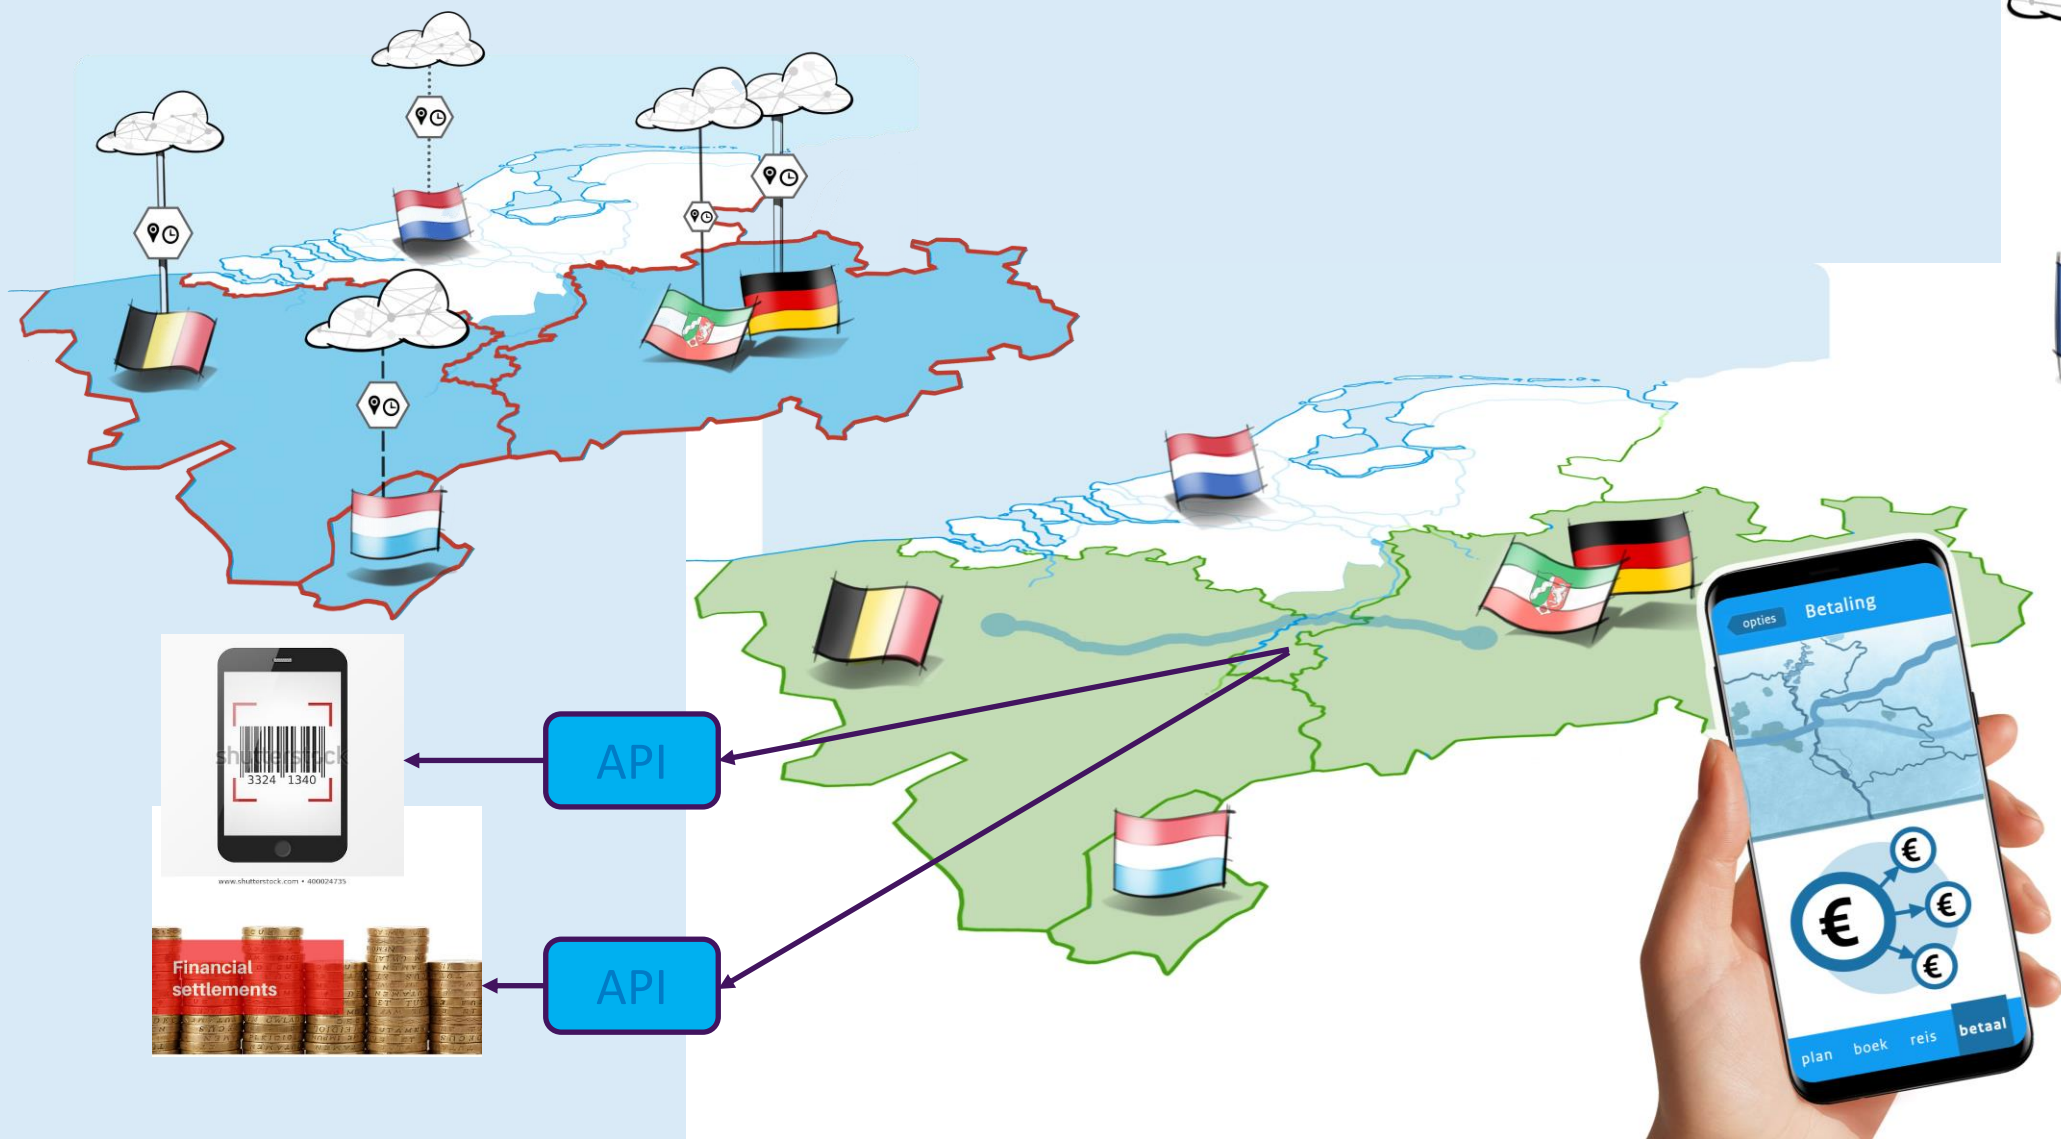 shutterstock
3324 1340
www.shutterstock.com • 400024735
API
Financial
settlements
API
opties
Betaling
€
€
€
€
plan
boek
reis
betaal